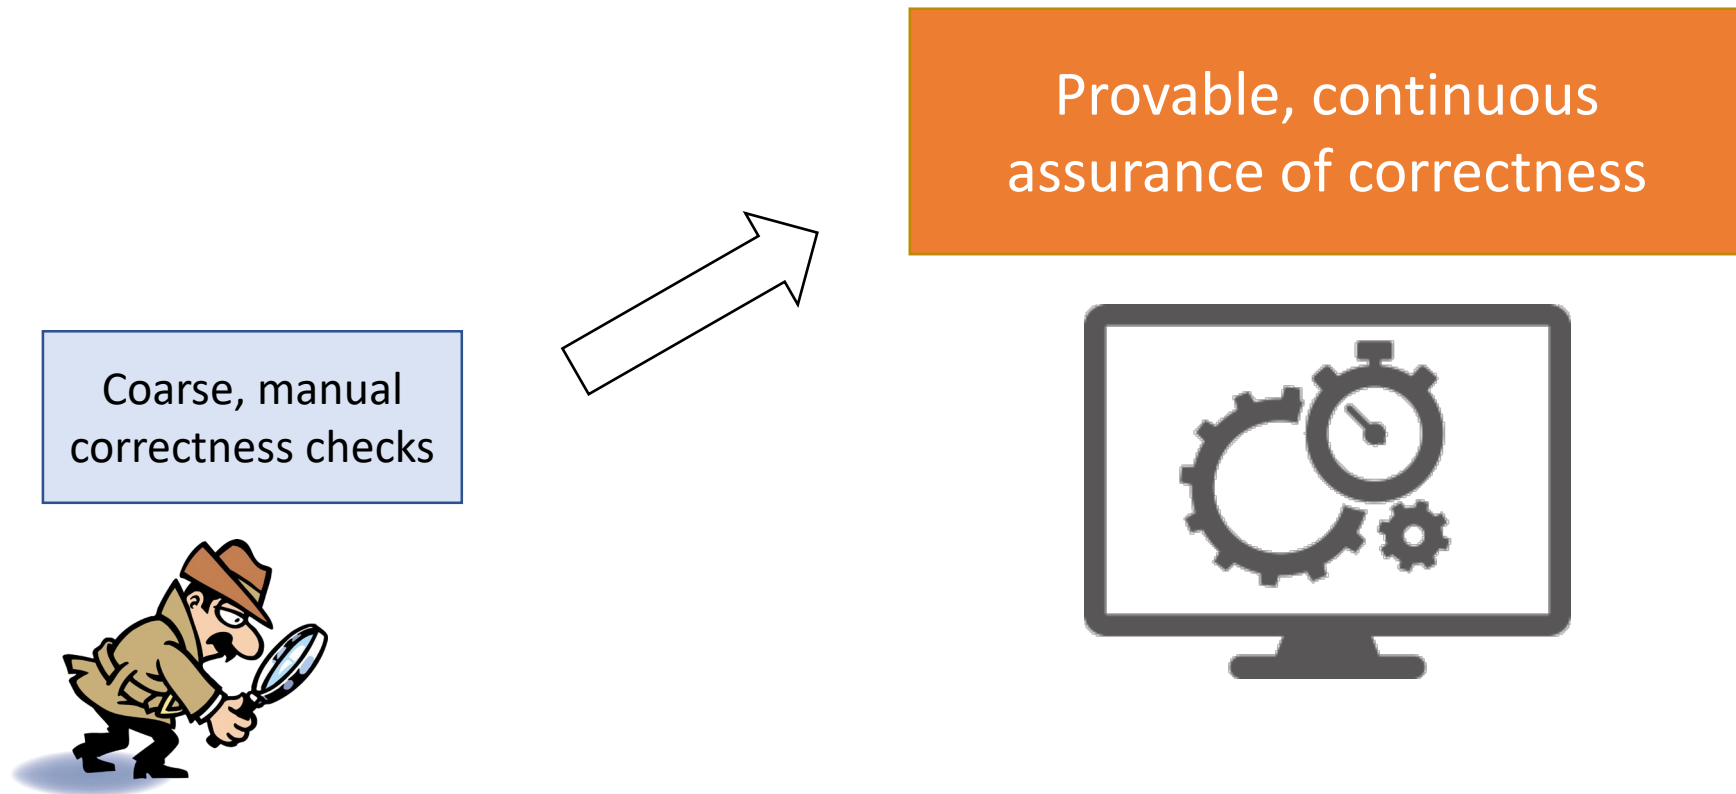 Provable, continuous
assurance of correctness
Coarse, manual
correctness checks